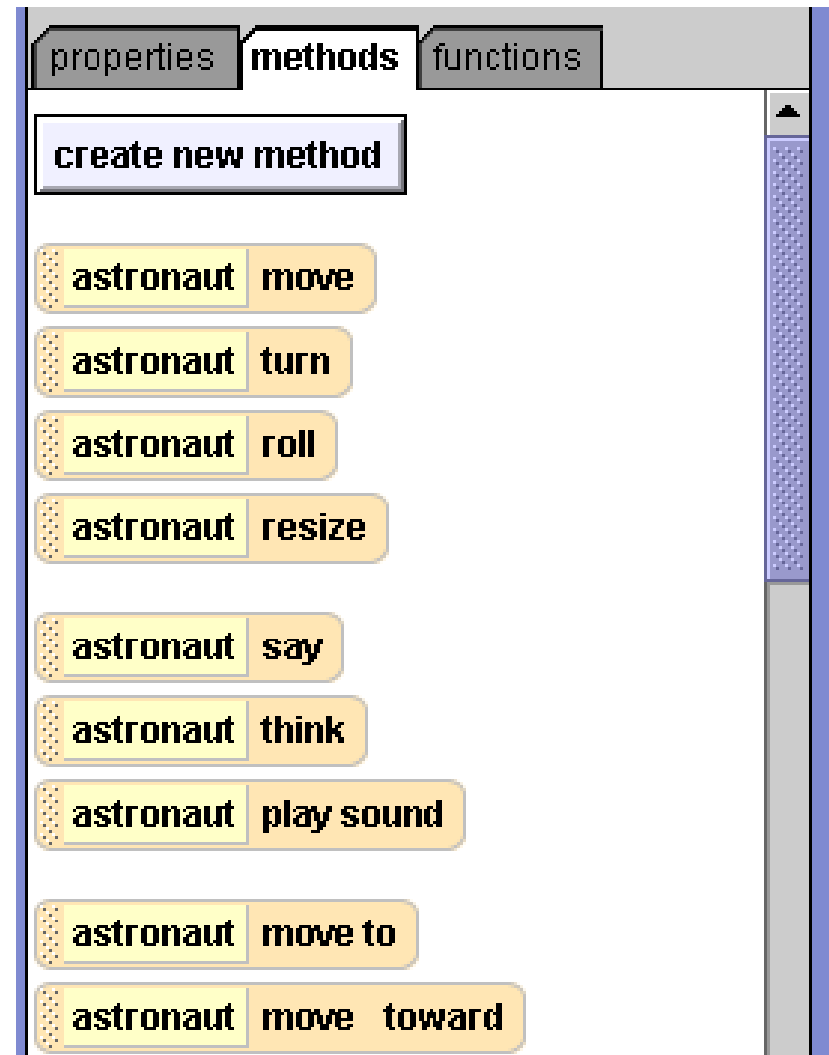 properties methods functions
create new method
astronaut move
astronaut turn
astronaut roll
astronaut resize
astronaut say
astronaut think
astronaut play sound
astronaut move to
astronaut move toward